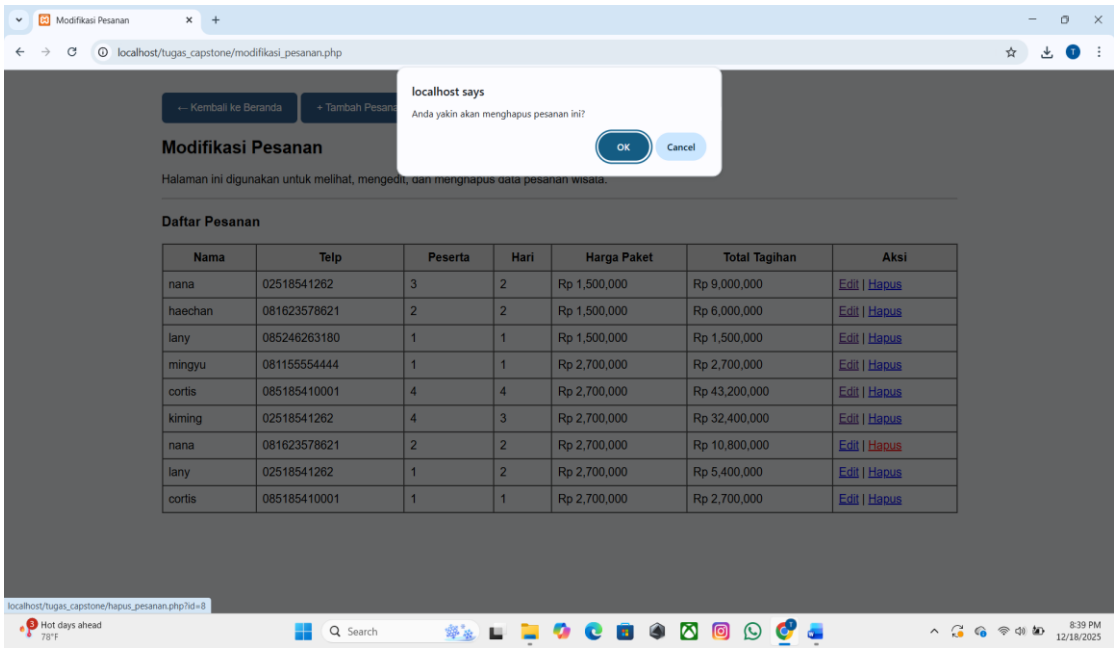 Modifikasi Pesanan
localhost/tugas_capstone/modifikasi_pesanan.php
localhost says
Anda yakin akan menghapus pesanan ini?
OK Cancel
← Kembali ke Beranda + Tambah Pesana
Modifikasi Pesanan
Halaman ini digunakan untuk melihat, mengedit, dan menghapus data pesanan wisata.
Daftar Pesanan
Nama Telp Peserta Hari Harga Paket Total Tagihan Aksi
nana 02518541262 3 2 Rp 1,500,000 Rp 9,000,000 Edit | Hapus
haechan 081623578621 2 2 Rp 1,500,000 Rp 6,000,000 Edit | Hapus
lany 085246263180 1 1 Rp 1,500,000 Rp 1,500,000 Edit | Hapus
mingyu 081155554444 1 1 Rp 2,700,000 Rp 2,700,000 Edit | Hapus
cortis 085185410001 4 4 Rp 2,700,000 Rp 43,200,000 Edit | Hapus
kiming 02518541262 4 3 Rp 2,700,000 Rp 32,400,000 Edit | Hapus
nana 081623578621 2 2 Rp 2,700,000 Rp 10,800,000 Edit | Hapus
lany 02518541262 1 2 Rp 2,700,000 Rp 5,400,000 Edit | Hapus
cortis 085185410001 1 1 Rp 2,700,000 Rp 2,700,000 Edit | Hapus
localhost/tugas_capstone/hapus_pesanan.php?id=8
3 Hot days ahead
78°F
Search
8:39 PM
12/18/2025